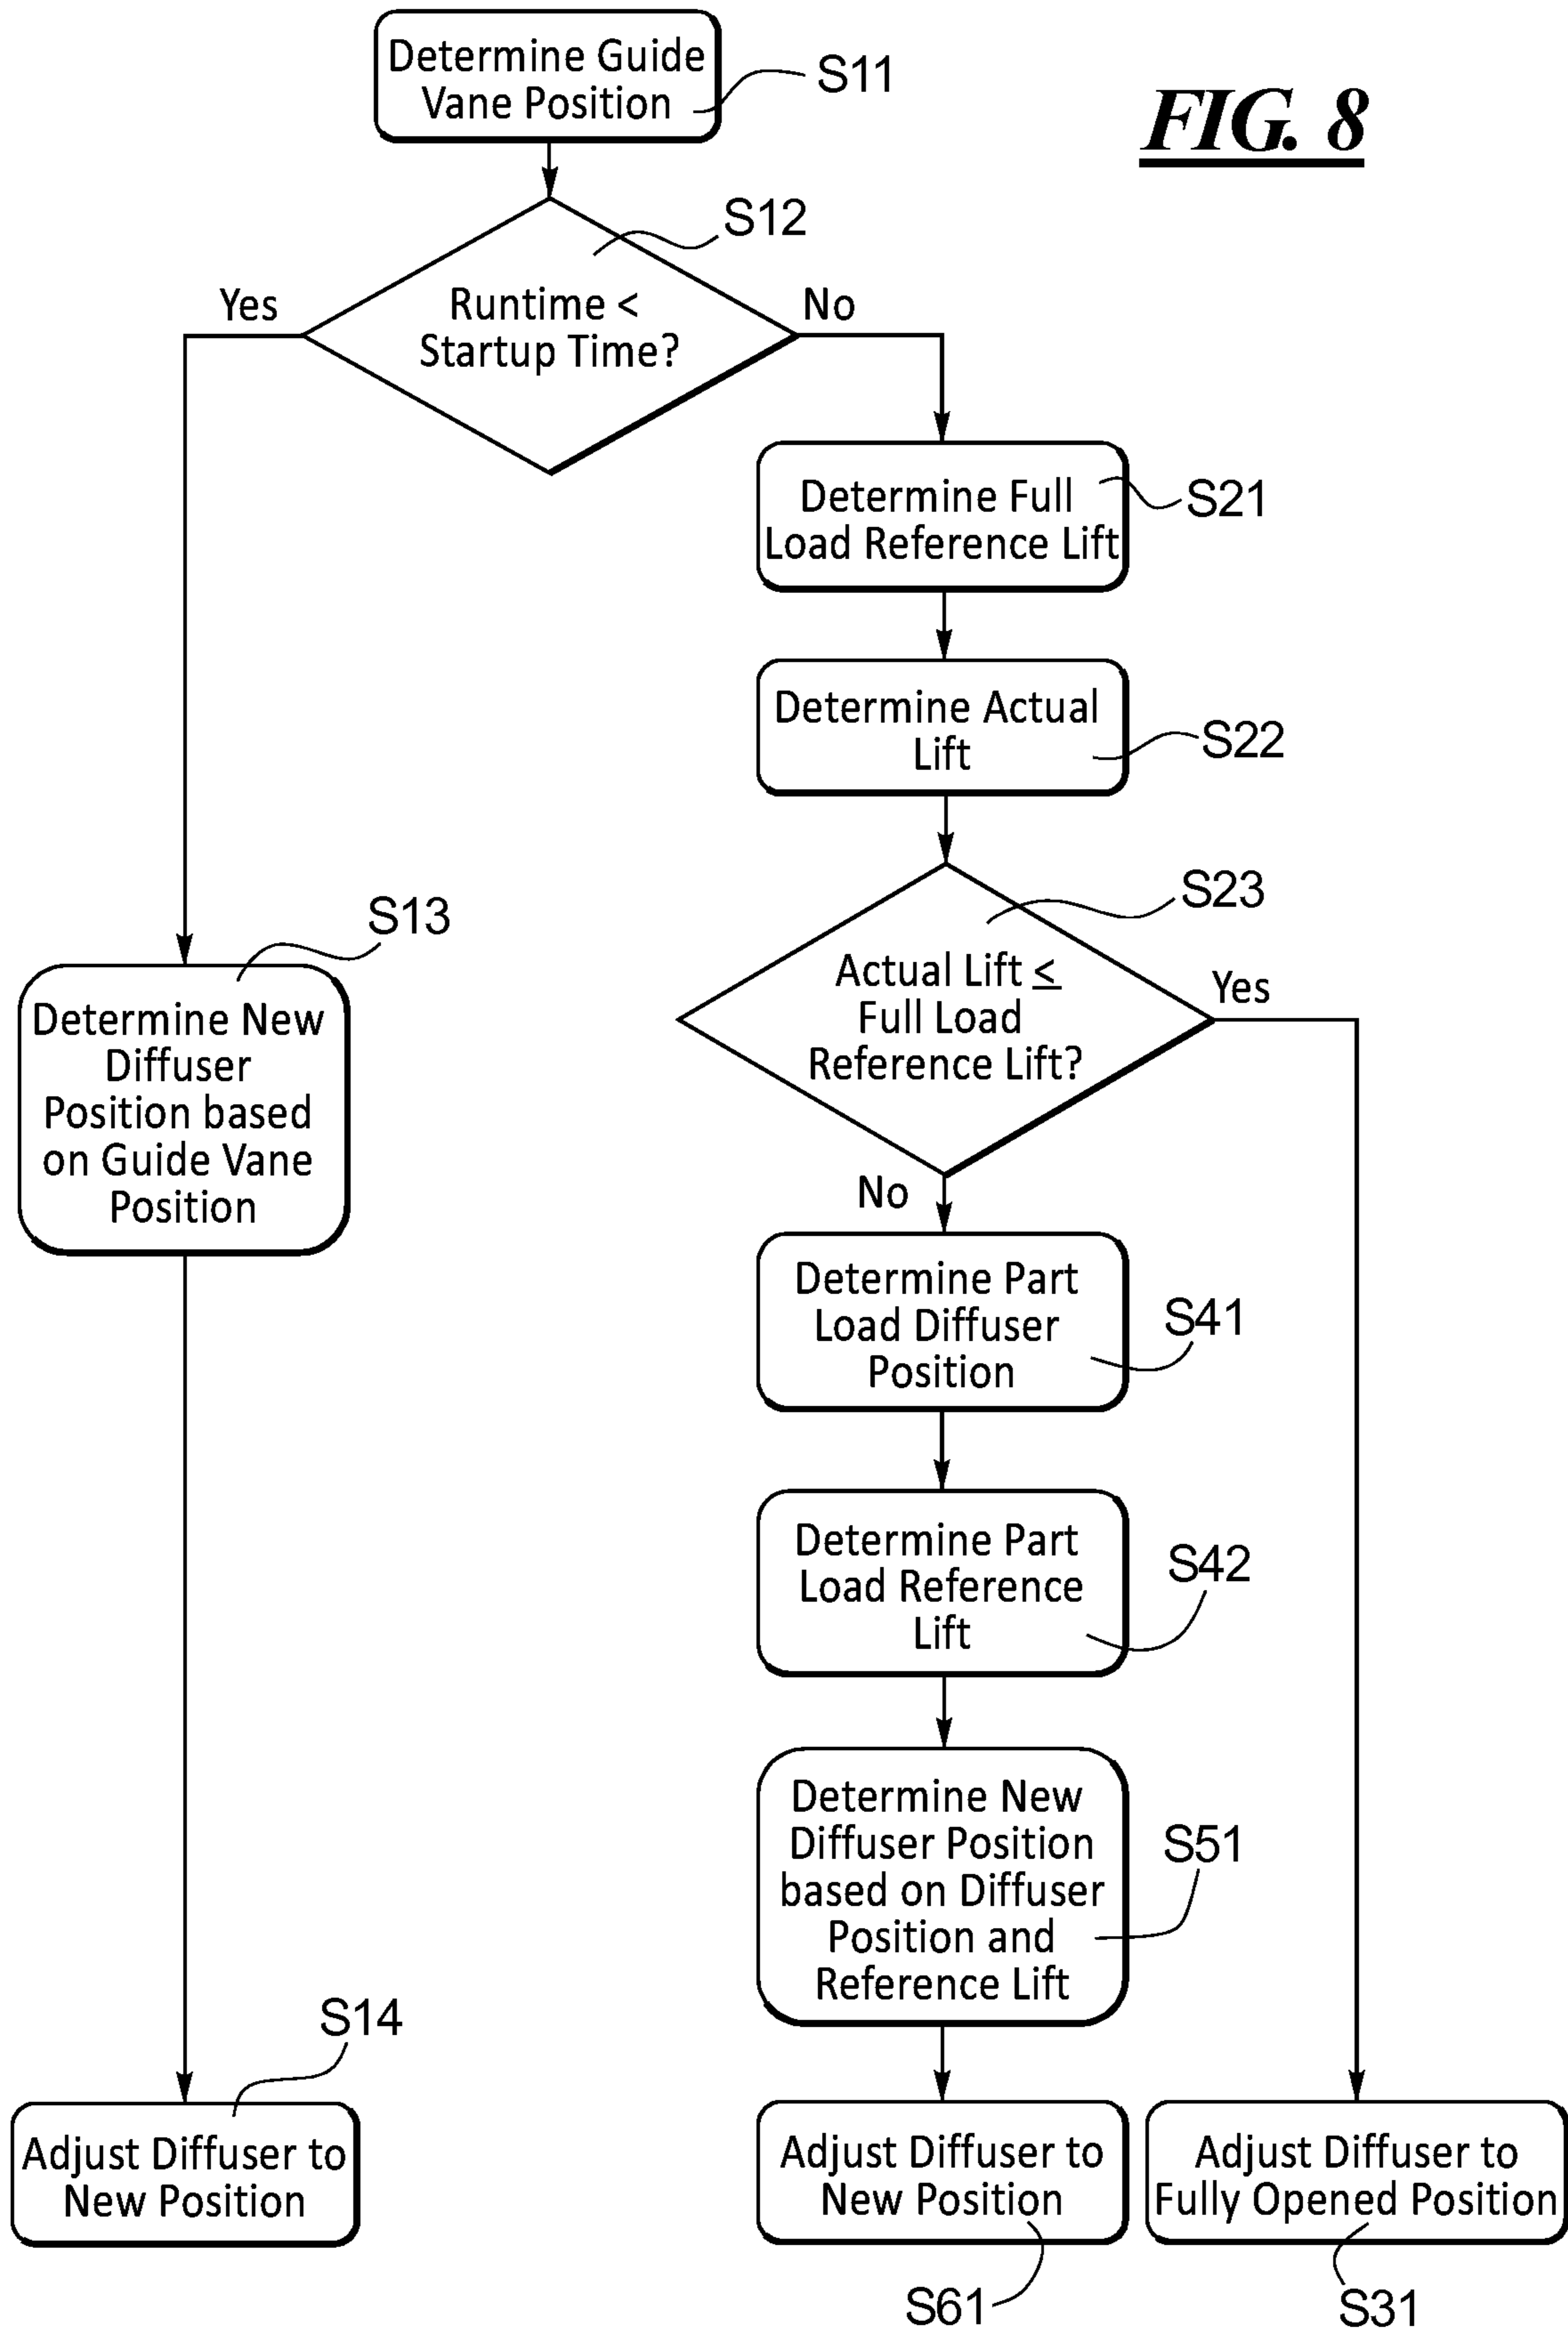 Determine Guide
Vane Position
S11
FIG. 8
S12
Runtime <
Startup Time?
Yes
No
Determine Full
Load Reference Lift
S21
Determine Actual
Lift
S22
S23
Actual Lift ≤
Full Load
Reference Lift?
Yes
No
S13
Determine New
Diffuser
Position based
on Guide Vane
Position
Determine Part
Load Diffuser
Position
S41
Determine Part
Load Reference
Lift
S42
Determine New
Diffuser Position
based on Diffuser
Position and
Reference Lift
S51
S14
Adjust Diffuser to
New Position
Adjust Diffuser to
New Position
S61
Adjust Diffuser to
Fully Opened Position
S31